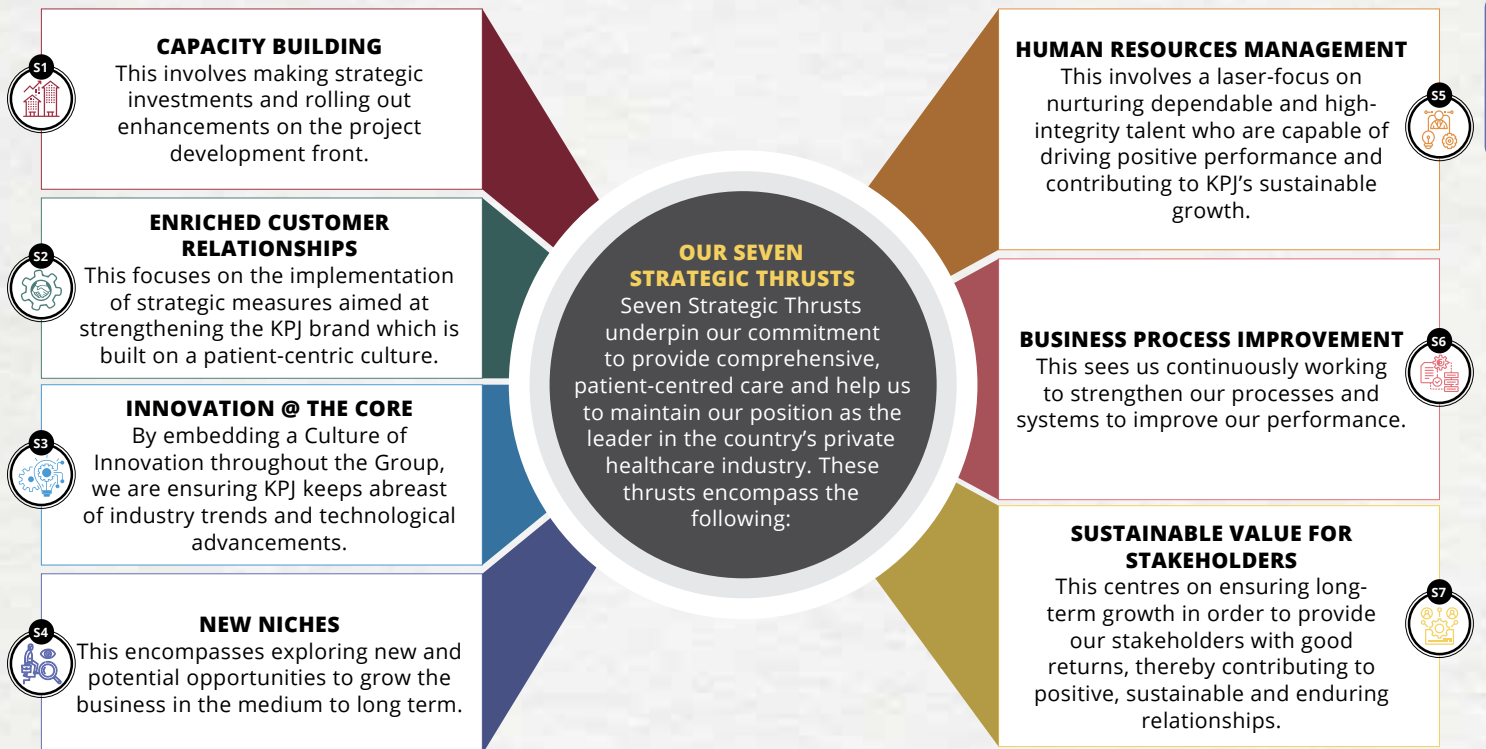 S1
CAPACITY BUILDING
This involves making strategic
investments and rolling out
enhancements on the project
development front.
S2
ENRICHED CUSTOMER
RELATIONSHIPS
This focuses on the implementation
of strategic measures aimed at
strengthening the KPJ brand which is
built on a patient-centric culture.
S3
INNOVATION @ THE CORE
By embedding a Culture of
Innovation throughout the Group,
we are ensuring KPJ keeps abreast
of industry trends and technological
advancements.
S4
NEW NICHES
This encompasses exploring new and
potential opportunities to grow the
business in the medium to long term.
OUR SEVEN
STRATEGIC THRUSTS
Seven Strategic Thrusts
underpin our commitment
to provide comprehensive,
patient-centred care and help us
to maintain our position as the
leader in the country’s private
healthcare industry. These
thrusts encompass the
following:
HUMAN RESOURCES MANAGEMENT
This involves a laser-focus on
nurturing dependable and high-
integrity talent who are capable of
driving positive performance and
contributing to KPJ’s sustainable
growth.
S5
BUSINESS PROCESS IMPROVEMENT
This sees us continuously working
to strengthen our processes and
systems to improve our performance.
S6
SUSTAINABLE VALUE FOR
STAKEHOLDERS
This centres on ensuring long-
term growth in order to provide
our stakeholders with good
returns, thereby contributing to
positive, sustainable and enduring
relationships.
S7